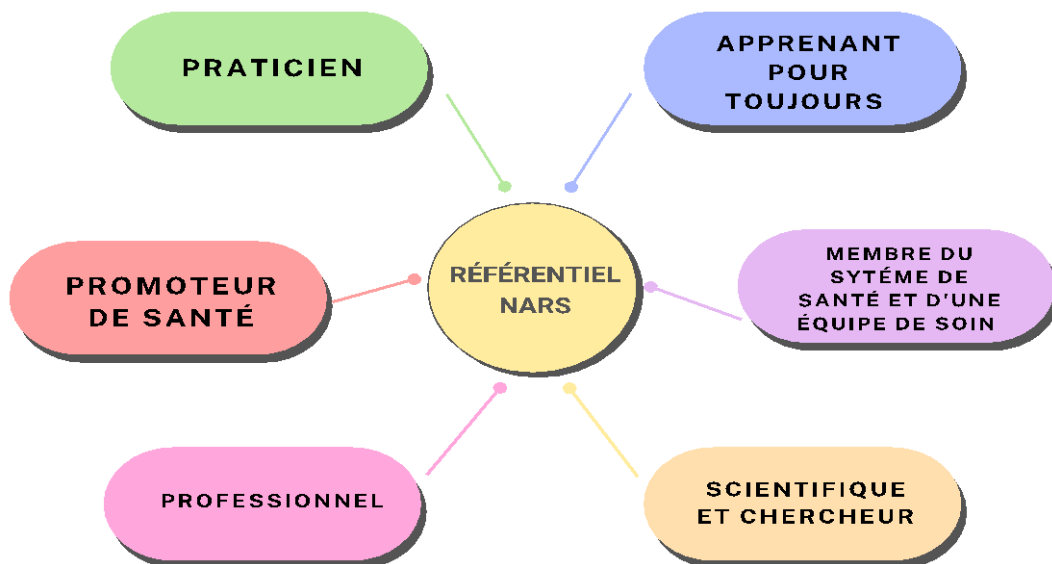 PRATICIEN
APPRENANT
POUR
TOUJOURS
PROMOTEUR
DE SANTÉ
RÉFÉRENTIEL
NARS
MEMBRE DU
SYTÉME DE
SANTÉ ET D'UNE
ÉQUIPE DE SOIN
PROFESSIONNEL
SCIENTIFIQUE
ET CHERCHEUR